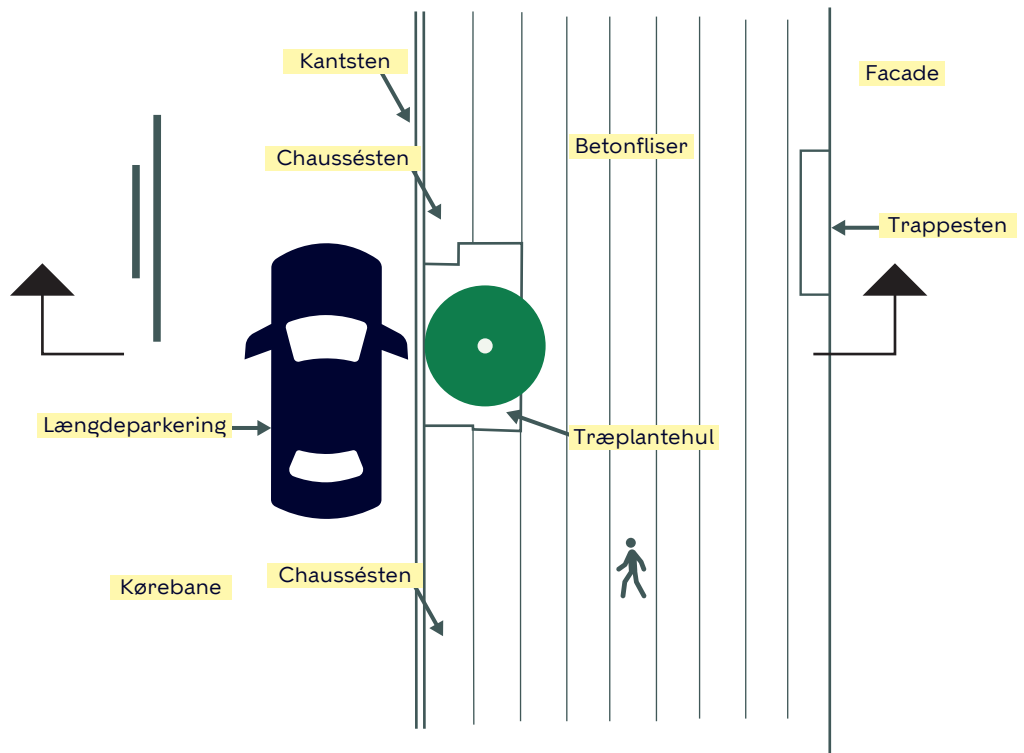 Kantsten
Facade
Betonfliser
Chaussésten
Trappesten
Længdeparkering
Træplantehul
Chaussésten
Kørebane